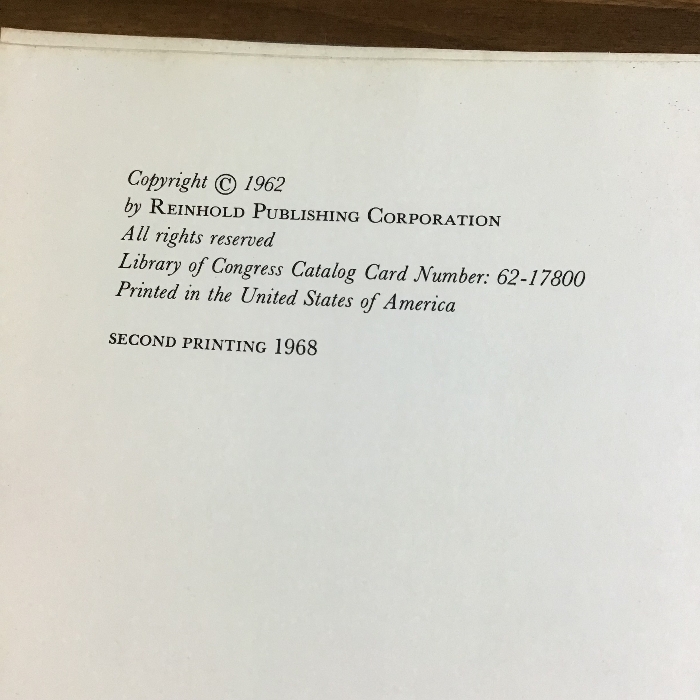 Copyright © 1962
by REINHOLD PUBLISHING CORPORATION
All rights reserved
Library of Congress Catalog Card Number: 62-17800
Printed in the United States of America
SECOND PRINTING 1968